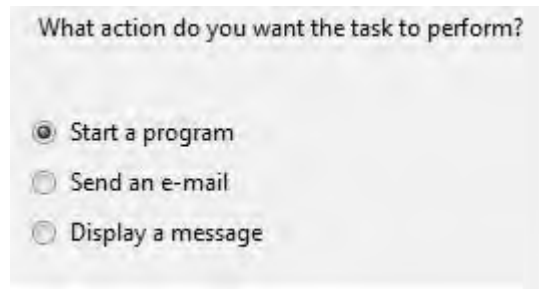 What action do you want the task to perform?
Start a program
Send an e-mail
Display a message